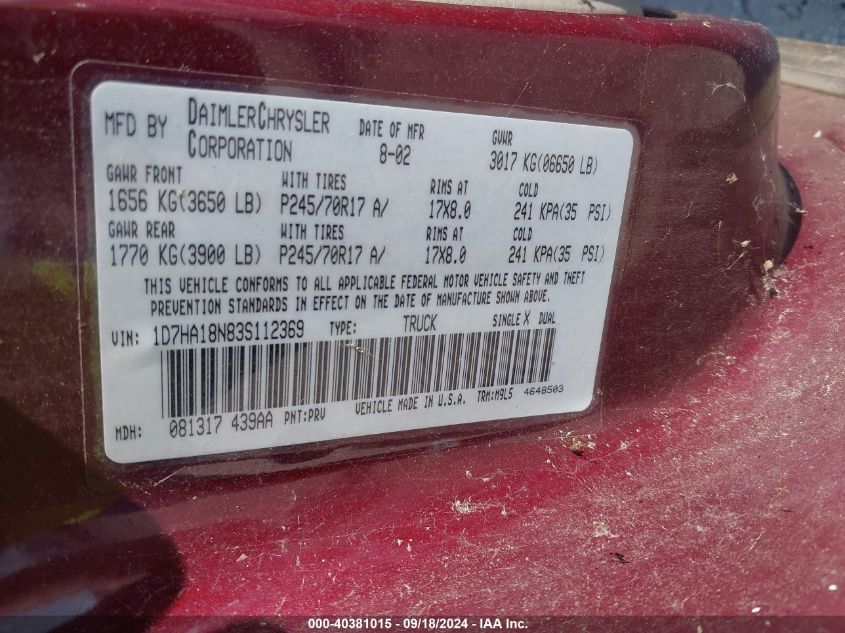 MFD BY DAIMLERCHRYSLER CORPORATION DATE OF MFR 8-02 GVWR 3017 KG(06650 LB)
GAWR FRONT WITH TIRES RIMS AT COLD
1656 KG(3650 LB) P245/70R17 A/ 17X8.0 241 KPA(35 PSI)
GAWR REAR WITH TIRES RIMS AT COLD
1770 KG(3900 LB) P245/70R17 A/ 17X8.0 241 KPA(35 PSI)
THIS VEHICLE CONFORMS TO ALL APPLICABLE FEDERAL MOTOR VEHICLE SAFETY AND THEFT
PREVENTION STANDARDS IN EFFECT ON THE DATE OF MANUFACTURE SHOWN ABOVE.
VIN: 1D7HA18N83S112369 TYPE: TRUCK SINGLE X DUAL
MDH: 081317 439AA PNT:PRV VEHICLE MADE IN U.S.A. TRM:M9L5 4648503
000-40381015 - 09/18/2024 - IAA Inc.